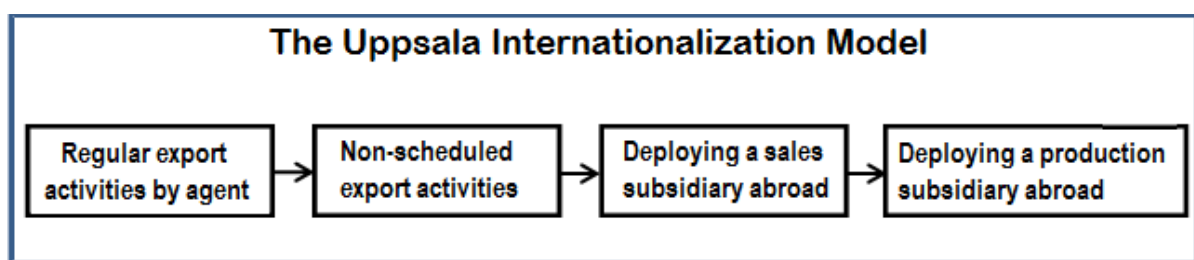 The Uppsala Internationalization Model
Regular export
activities by agent
Non-scheduled
export activities
Deploying a sales
subsidiary abroad
Deploying a production
subsidiary abroad